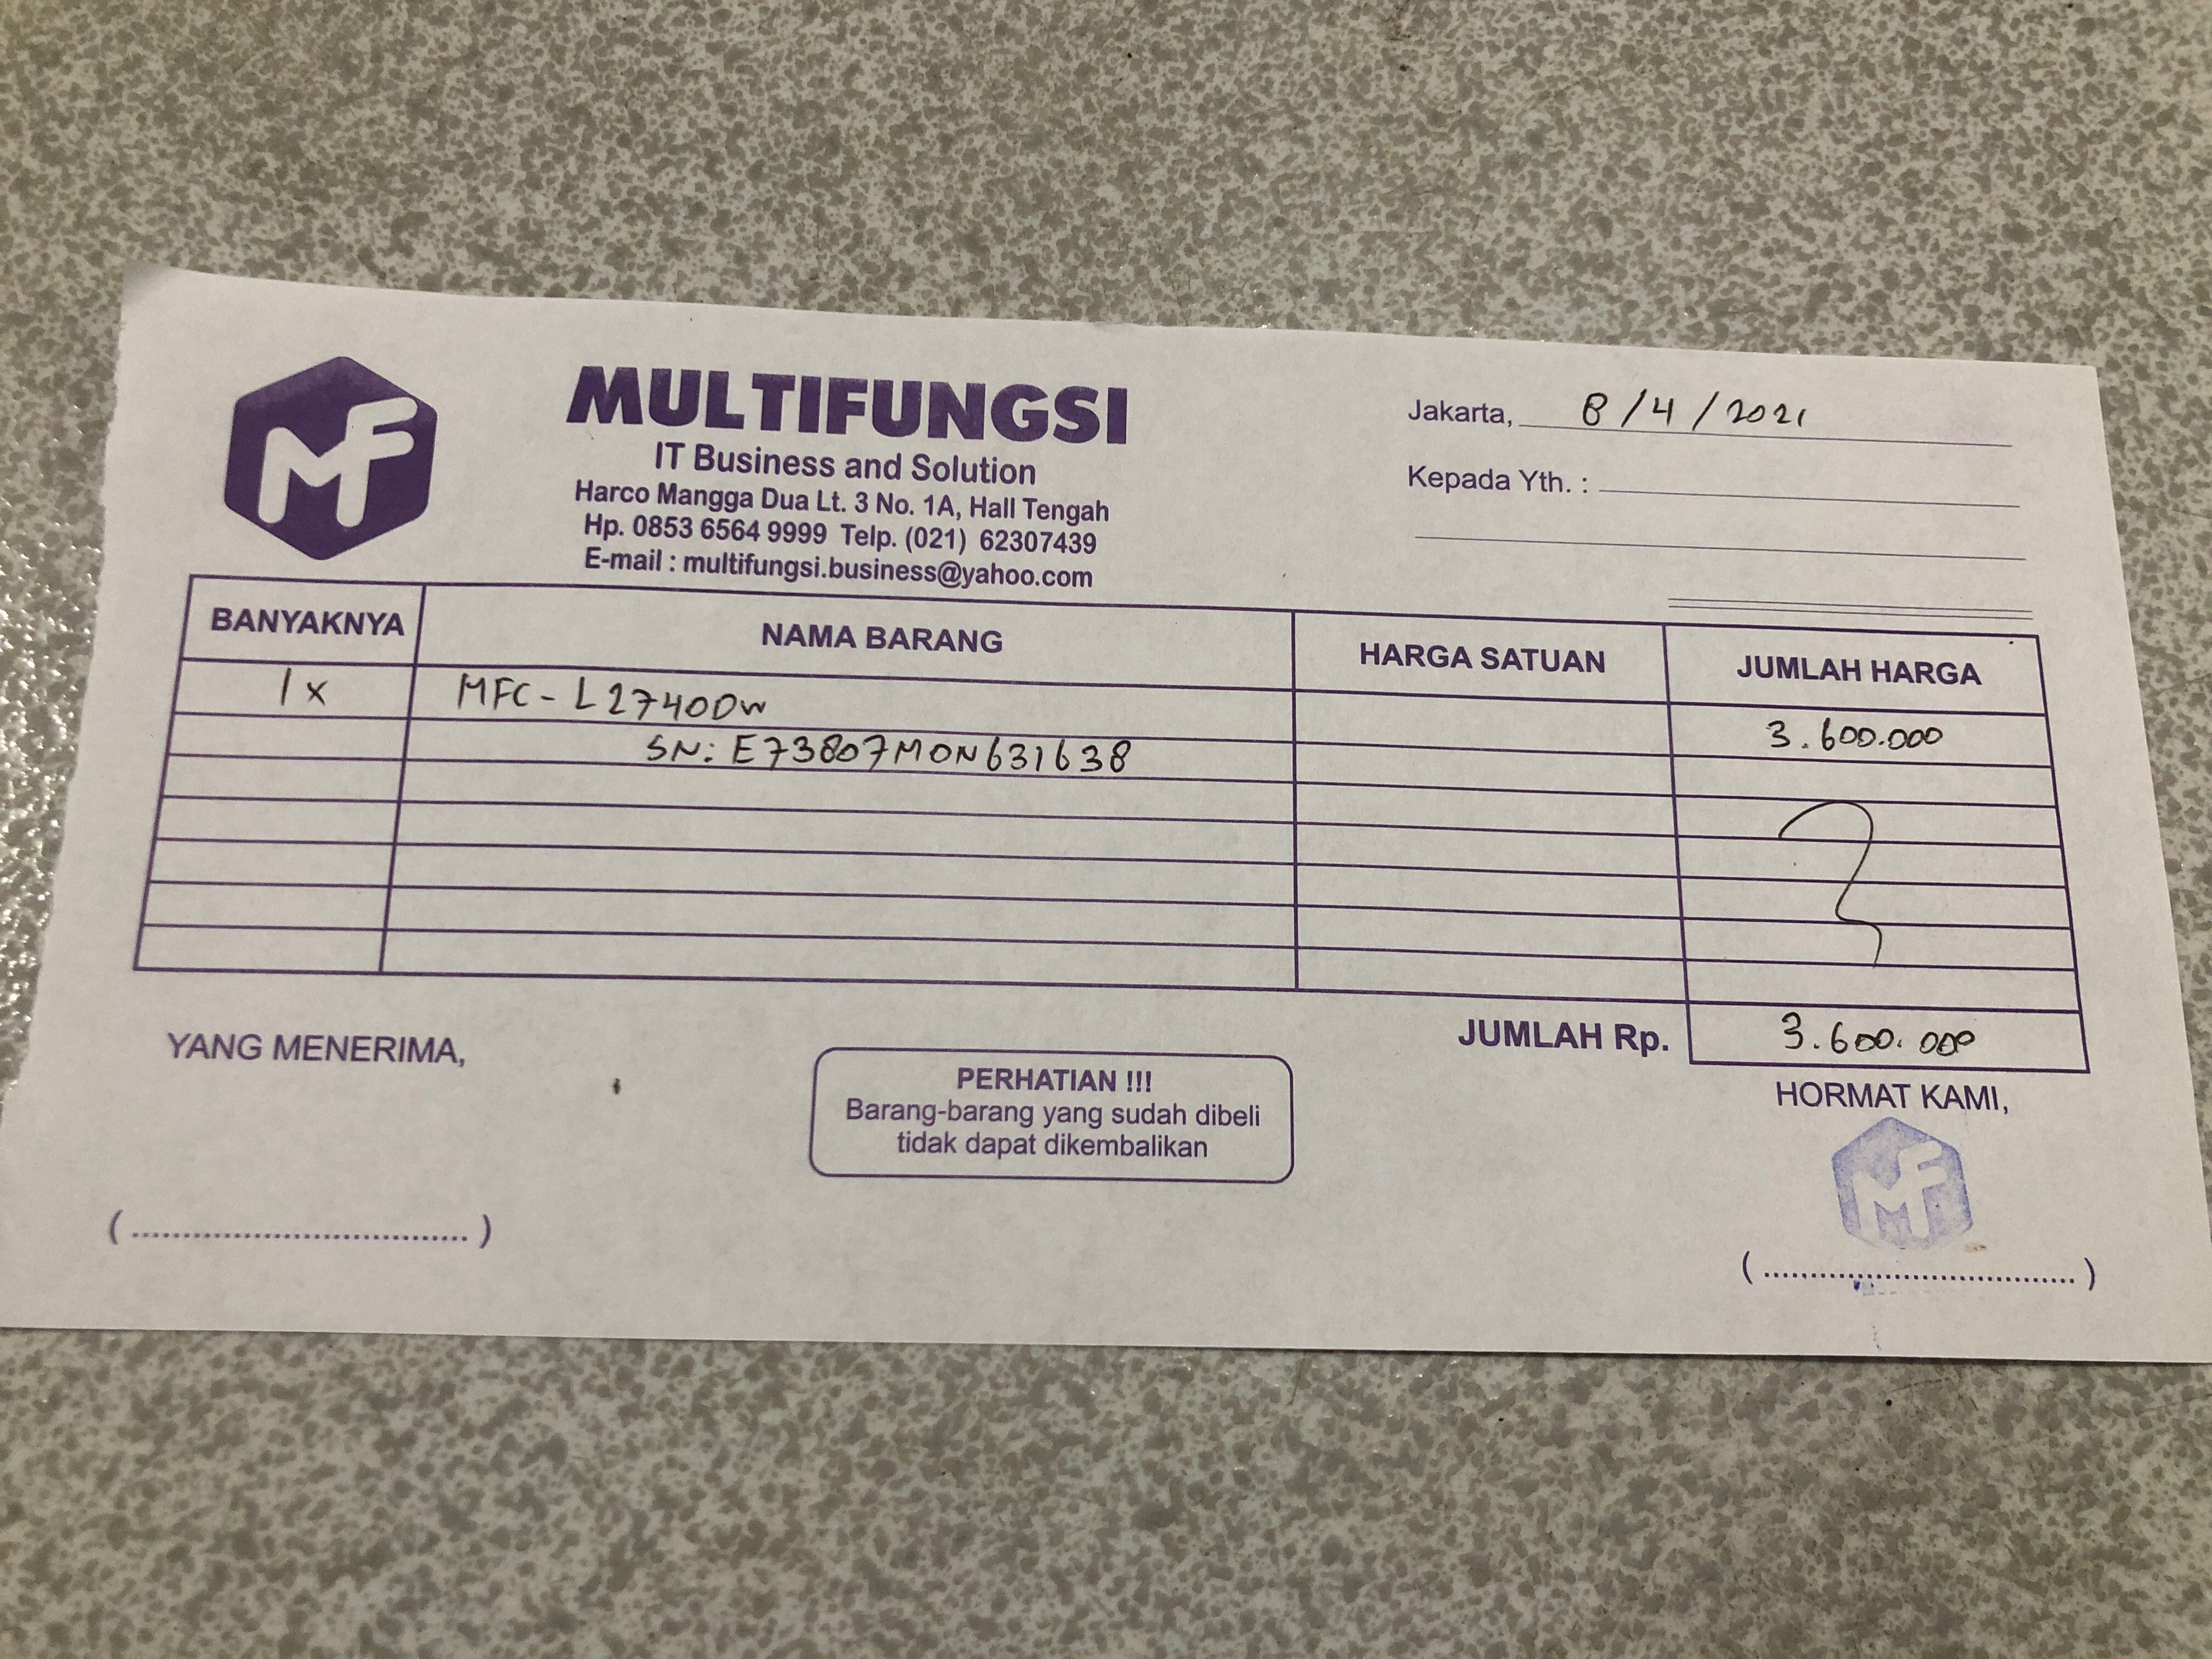 MF
MULTIFUNGSI
IT Business and Solution
Harco Mangga Dua Lt. 3 No. 1A, Hall Tengah
Hp. 0853 6564 9999 Telp. (021) 62307439
E-mail : multifungsi.business@yahoo.com
Jakarta, 8/4/2021
Kepada Yth. :
BANYAKNYA NAMA BARANG HARGA SATUAN JUMLAH HARGA
1x MFC-L2740DW 3.600.000
SN: E73807M0N631638
JUMLAH Rp. 3.600.000
YANG MENERIMA,
PERHATIAN !!!
Barang-barang yang sudah dibeli
tidak dapat dikembalikan
HORMAT KAMI,
MF
(....................................)
(....................................)